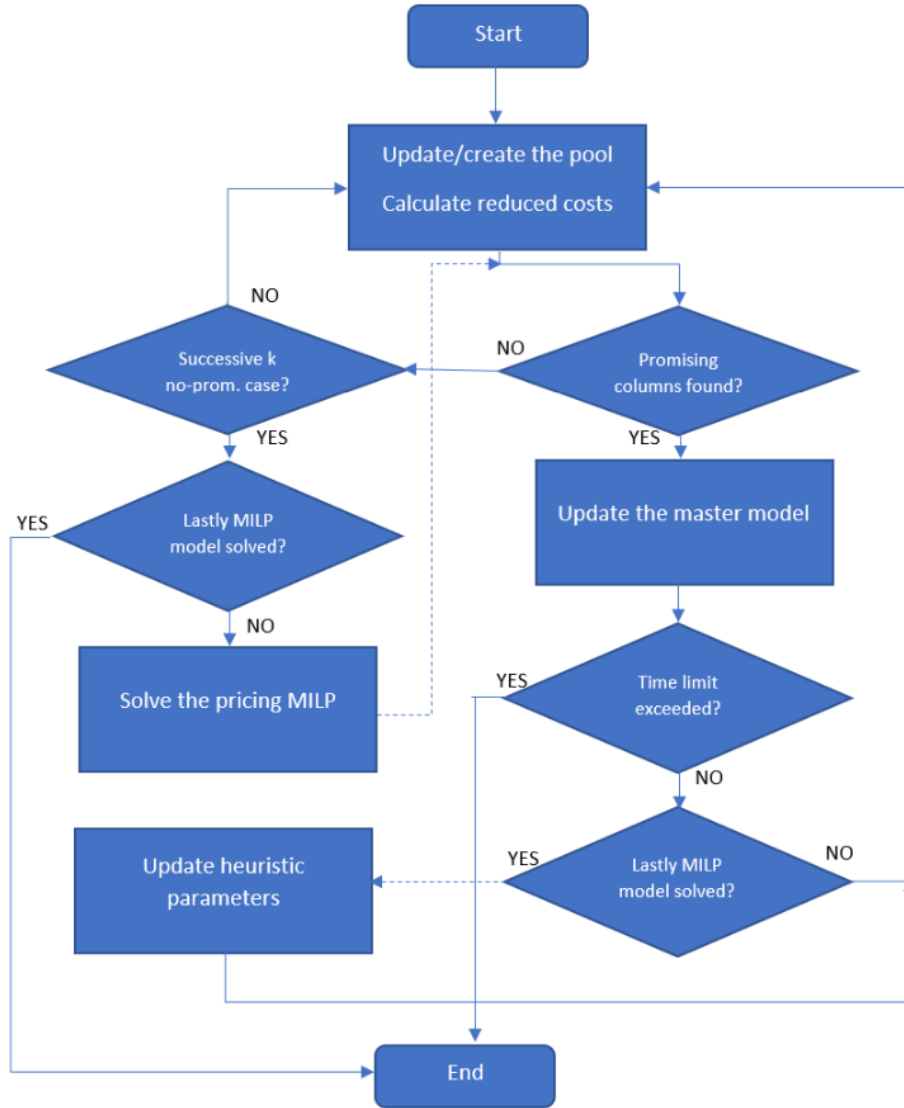 Start
Update/create the pool
Calculate reduced costs
NO
Successive k
no-prom. case?
NO
Promising
columns found?
YES
YES
YES
Lastly MILP
model solved?
Update the master model
NO
Solve the pricing MILP
YES
Time limit
exceeded?
NO
Update heuristic
parameters
YES
Lastly MILP
model solved?
NO
End